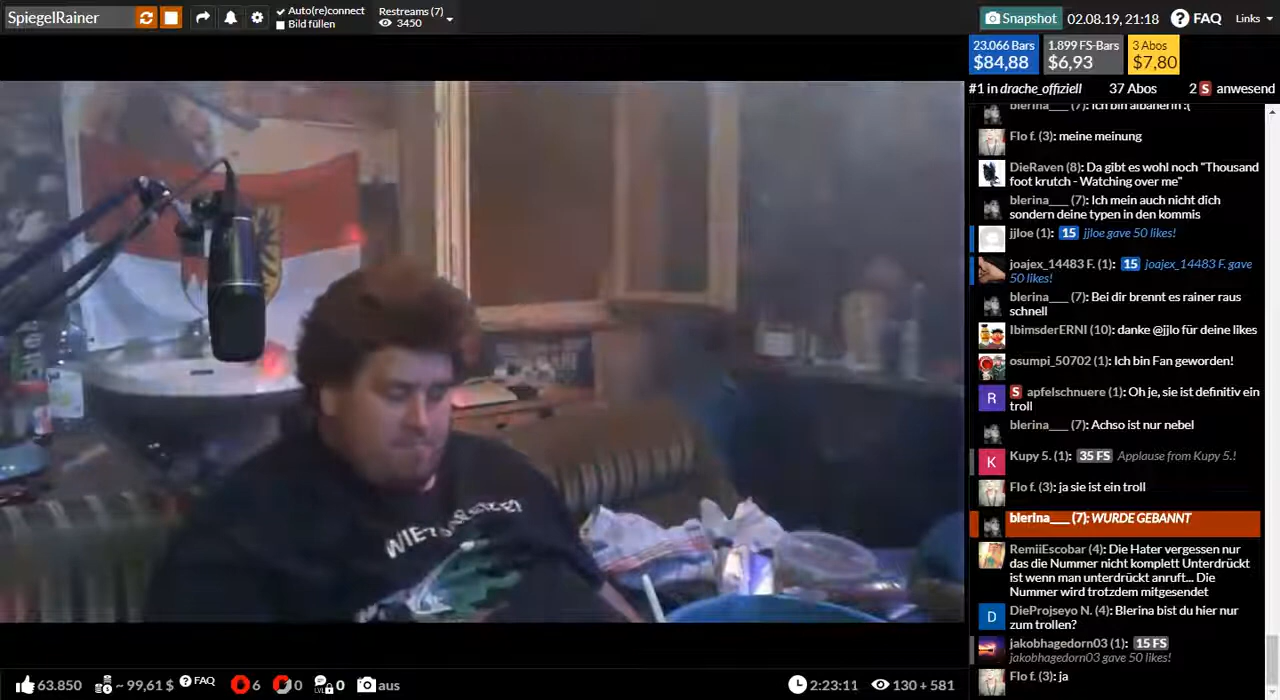 SpiegelRainer
Auto(re)connect
Bild füllen
Restreams (7)
3450
Snapshot
02.08.19, 21:18
FAQ
Links
23.066 Bars
$84,88
1.899 FS-Bars
$6,93
3 Abos
$7,80
#1 in drache_offiziell
37 Abos
2 S anwesend
blerina___ (7): Ich bin albanerin :(
Flo f. (3): meine meinung
DieRaven (8): Da gibt es wohl noch "Thousand
foot krutch - Watching over me"
blerina___ (7): Ich mein auch nicht dich
sondern deine typen in den kommis
jjloe (1): 15 jjloe gave 50 likes!
joajex_14483 F. (1): 15 joajex_14483 F. gave
50 likes!
blerina___ (7): Bei dir brennt es rainer raus
schnell
IbimsderERNI (10): danke @jjlo für deine likes
osumpi_50702 (1): Ich bin Fan geworden!
R
S apfelschnuere (1): Oh je, sie ist definitiv ein
troll
blerina___ (7): Achso ist nur nebel
K
Kupy 5. (1): 35 FS Applause from Kupy 5.!
Flo f. (3): ja sie ist ein troll
blerina___ (7): WURDE GEBANNT
RemiiEscobar (4): Die Hater vergessen nur
das die Nummer nicht komplett Unterdrückt
ist wenn man unterdrückt anruft... Die
Nummer wird trotzdem mitgesendet
D
DieProjseyo N. (4): Blerina bist du hier nur
zum trollen?
jakobhagedorn03 (1): 15 FS
jakobhagedorn03 gave 50 likes!
Flo f. (3): ja
63.850
~ 99,61 $
FAQ
6
0
LVL
0
aus
2:23:11
130 + 581